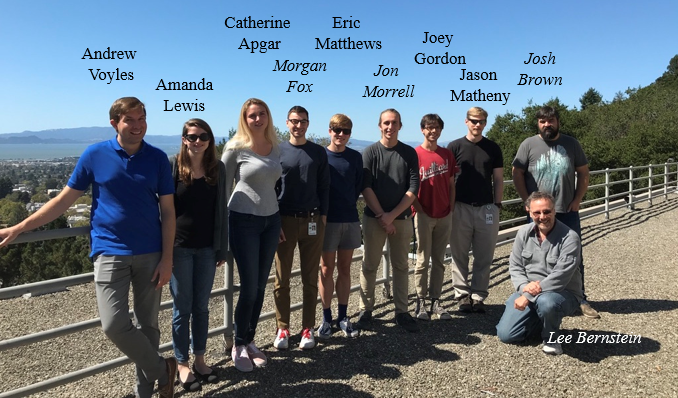 Andrew
Voyles
Amanda
Lewis
Catherine
Apgar
Morgan
Fox
Eric
Matthews
Jon
Morrell
Joey
Gordon
Jason
Matheny
Josh
Brown
Lee Bernstein